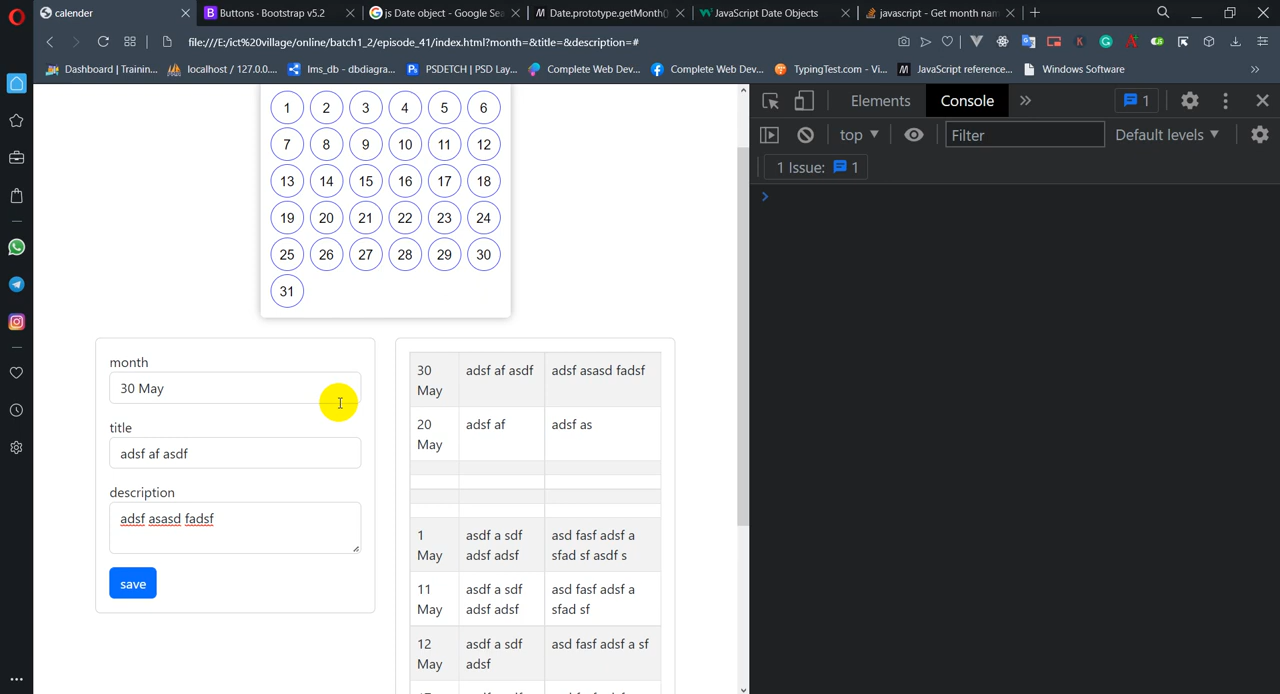 calender
Buttons · Bootstrap v5.2
js Date object - Google Sea
Date.prototype.getMonth()
JavaScript Date Objects
javascript - Get month nam
file:///E:/ict%20village/online/batch1_2/episode_41/index.html?month=&title=&description=#
Dashboard | Trainin...
localhost / 127.0....
lms_db - dbdiagra...
PSDETCH | PSD Lay...
Complete Web Dev...
Complete Web Dev...
TypingTest.com - Vi...
JavaScript reference...
Windows Software
1 2 3 4 5 6
7 8 9 10 11 12
13 14 15 16 17 18
19 20 21 22 23 24
25 26 27 28 29 30
31
month
30 May
title
adsf af asdf
description
adsf asasd fadsf
save
30 May adsf af asdf adsf asasd fadsf
20 May adsf af adsf as
1 May asdf a sdf adsf adsf asd fasf adsf a sfad sf asdf s
11 May asdf a sdf adsf adsf asd fasf adsf a sfad sf
12 May asdf a sdf adsf asd fasf adsf a sf
Elements
Console
1
top
Filter
Default levels
1 Issue: 1